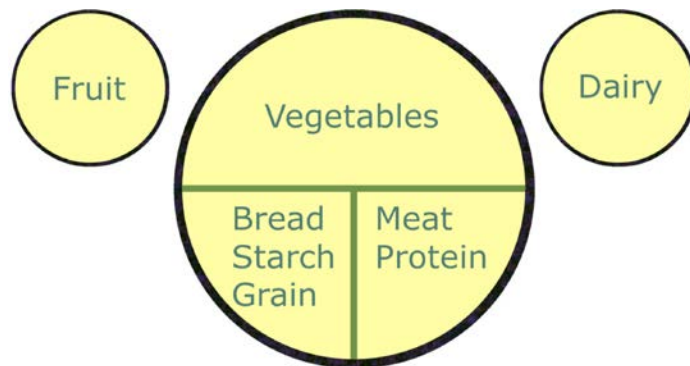 Fruit
Vegetables
Dairy
Bread
Starch
Grain
Meat
Protein